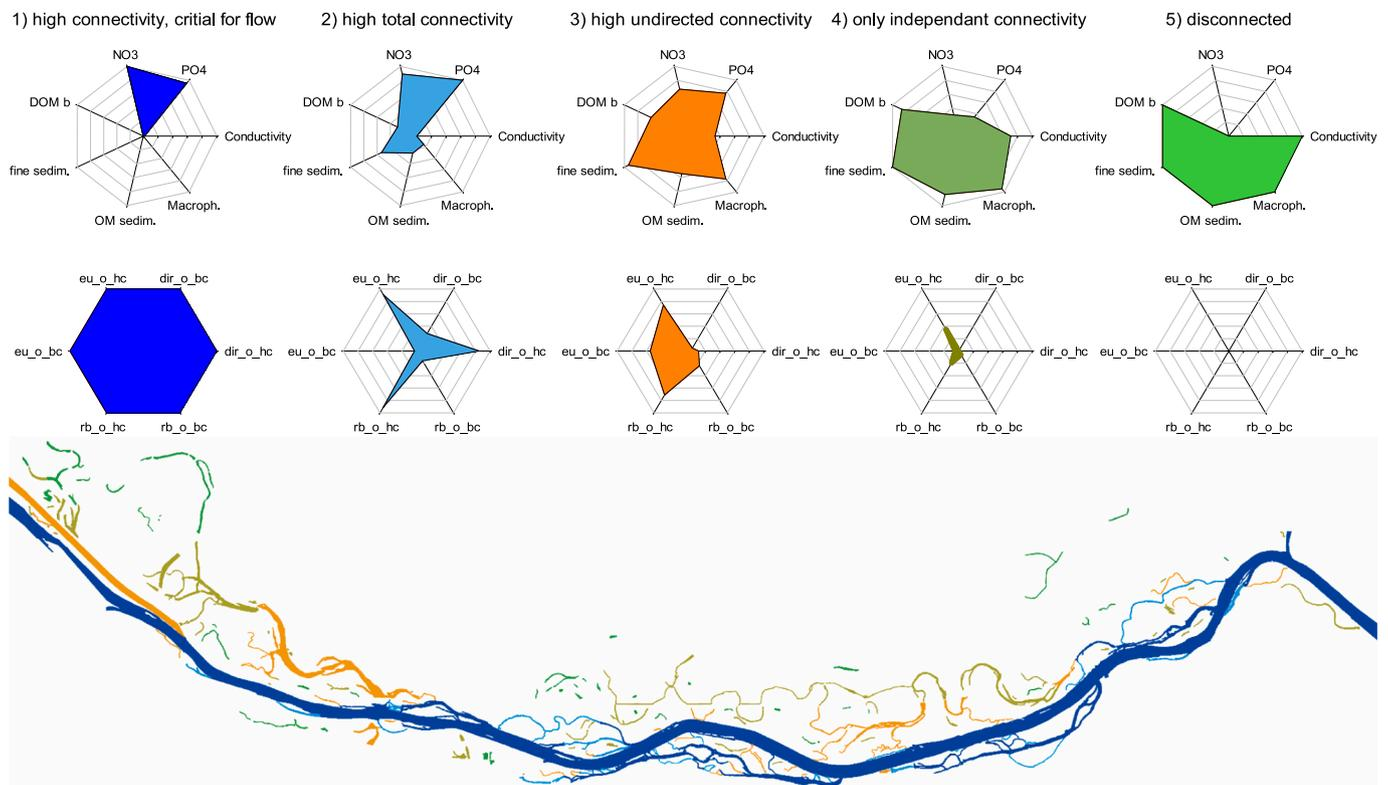 1) high connectivity, critial for flow
2) high total connectivity
3) high undirected connectivity
4) only independant connectivity
5) disconnected
NO3
PO4
DOM b
Conductivity
fine sedim.
Macroph.
OM sedim.
NO3
PO4
DOM b
Conductivity
fine sedim.
Macroph.
OM sedim.
NO3
PO4
DOM b
Conductivity
fine sedim.
Macroph.
OM sedim.
NO3
PO4
DOM b
Conductivity
fine sedim.
Macroph.
OM sedim.
NO3
PO4
DOM b
Conductivity
fine sedim.
Macroph.
OM sedim.
eu_o_hc
dir_o_bc
eu_o_bc
dir_o_hc
rb_o_hc
rb_o_bc
eu_o_hc
dir_o_bc
eu_o_bc
dir_o_hc
rb_o_hc
rb_o_bc
eu_o_hc
dir_o_bc
eu_o_bc
dir_o_hc
rb_o_hc
rb_o_bc
eu_o_hc
dir_o_bc
eu_o_bc
dir_o_hc
rb_o_hc
rb_o_bc
eu_o_hc
dir_o_bc
eu_o_bc
dir_o_hc
rb_o_hc
rb_o_bc